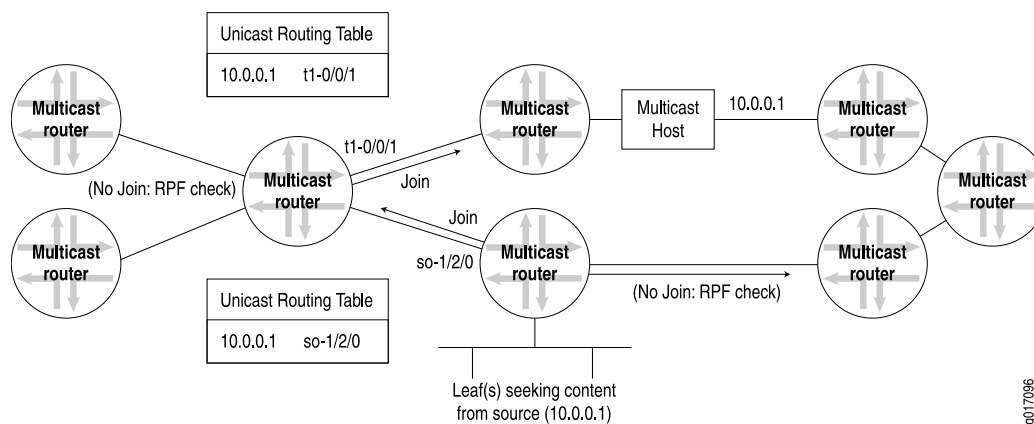 Unicast Routing Table
10.0.0.1 t1-0/0/1
Multicast
router
Multicast
router
Multicast
Host
10.0.0.1
Multicast
router
t1-0/0/1
Join
(No Join: RPF check)
Multicast
router
Multicast
router
Join
so-1/2/0
Multicast
router
Multicast
router
Multicast
router
(No Join: RPF check)
Unicast Routing Table
10.0.0.1 so-1/2/0
Leaf(s) seeking content
from source (10.0.0.1)
g017096